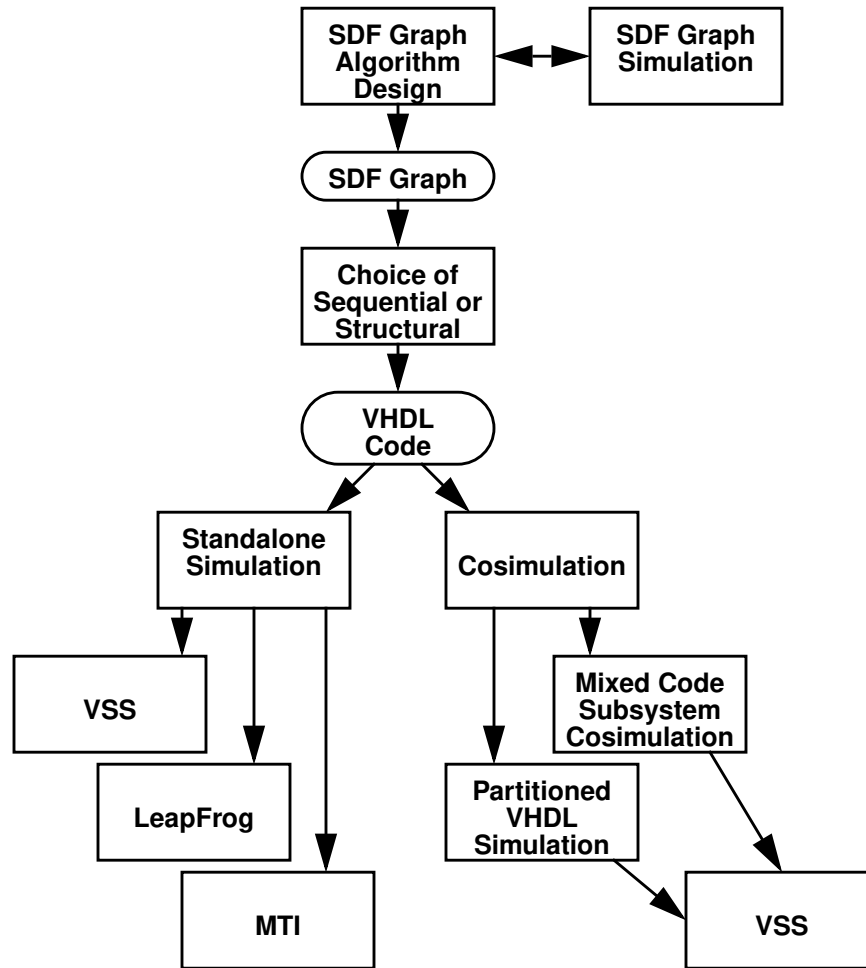 SDF Graph
Algorithm
Design
SDF Graph
Simulation
SDF Graph
Choice of
Sequential or
Structural
VHDL
Code
Standalone
Simulation
Cosimulation
VSS
Mixed Code
Subsystem
Cosimulation
LeapFrog
Partitioned
VHDL
Simulation
MTI
VSS